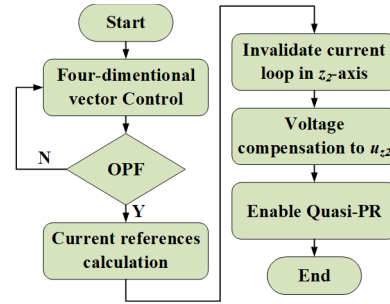 Start
Four-dimentional
vector Control
N
OPF
Y
Current references
calculation
Invalidate current
loop in z₂-axis
Voltage
compensation to uz2
Enable Quasi-PR
End